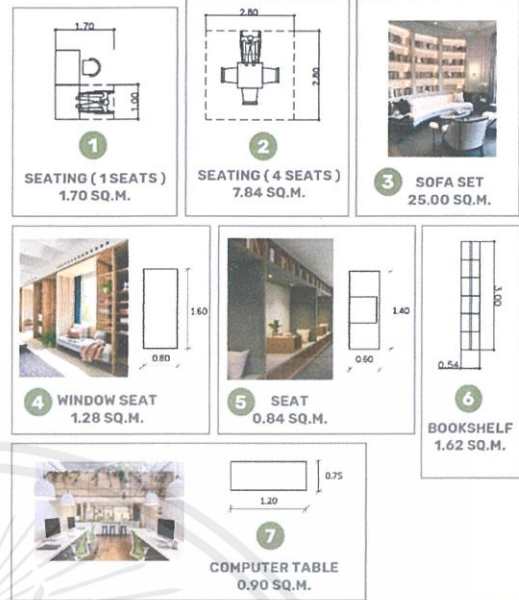 1.70
1.00
1
SEATING ( 1 SEATS )
1.70 SQ.M.
2.80
2.80
2
SEATING ( 4 SEATS )
7.84 SQ.M.
3 SOFA SET
25.00 SQ.M.
1.60
0.80
4 WINDOW SEAT
1.28 SQ.M.
1.40
0.60
5 SEAT
0.84 SQ.M.
3.00
0.54
6
BOOKSHELF
1.62 SQ.M.
0.75
1.20
7
COMPUTER TABLE
0.90 SQ.M.